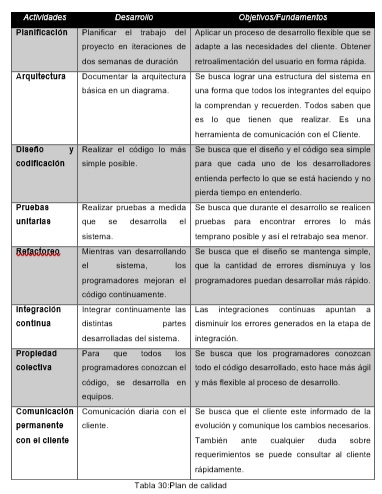 Actividades Desarrollo Objetivos/Fundamentos
Planificación Planificar el trabajo del Aplicar un proceso de desarrollo flexible que se
proyecto en iteraciones de adapte a las necesidades del cliente. Obtener
dos semanas de duración retroalimentación del usuario en forma rápida.
Arquitectura Documentar la arquitectura Se busca lograr una estructura del sistema en
básica en un diagrama. una forma que todos los integrantes del equipo
la comprendan y recuerden. Todos saben que
es lo que tienen que realizar. Es una
herramienta de comunicación con el Cliente.
Diseño y Realizar el código lo más Se busca que el diseño y el código sea simple
codificación simple posible. para que cada uno de los desarrolladores
entienda perfecto lo que se está haciendo y no
pierda tiempo en entenderlo.
Pruebas Realizar pruebas a medida Se busca que durante el desarrollo se realicen
unitarias que se desarrolla el pruebas para encontrar errores lo más
sistema. temprano posible y así el retrabajo sea menor.
Refactoreo Mientras van desarrollando Se busca que el diseño se mantenga simple,
el sistema, los que la cantidad de errores disminuya y los
programadores mejoran el programadores puedan desarrollar más rápido.
código continuamente.
Integración Integrar continuamente las Las integraciones continuas apuntan a
continua distintas partes disminuir los errores generados en la etapa de
desarrolladas del sistema. integración.
Propiedad Para que todos los Se busca que los programadores conozcan
colectiva programadores conozcan el todo el código desarrollado, esto hace más ágil
código, se desarrolla en y más flexible al proceso de desarrollo.
equipos.
Comunicación Comunicación diaria con el Se busca que el cliente este informado de la
permanente cliente. evolución y comunique los cambios necesarios.
con el cliente También ante cualquier duda sobre
requerimientos se puede consultar al cliente
rápidamente.
Tabla 30:Plan de calidad